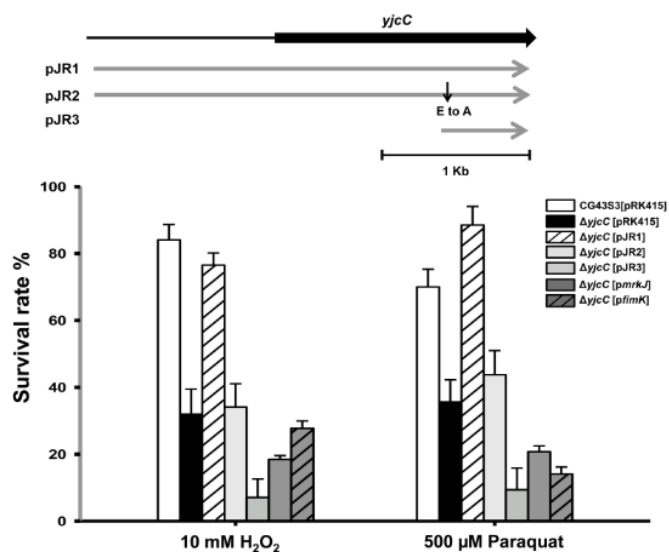 yjcC
pJR1
pJR2
E to A
pJR3
1 Kb
Survival rate %
100
80
60
40
20
0
CG43S3[pRK415]
ΔyjcC [pRK415]
ΔyjcC [pJR1]
ΔyjcC [pJR2]
ΔyjcC [pJR3]
ΔyjcC [pmrkJ]
ΔyjcC [pfimK]
10 mM H₂O₂
500 µM Paraquat